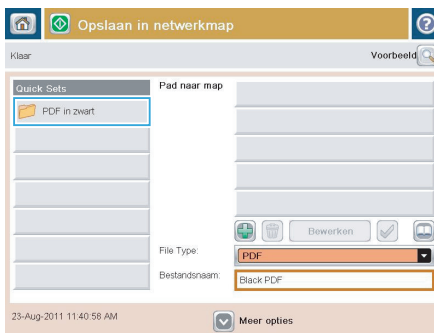 Opslaan in netwerkmap
Klaar
Voorbeeld
Quick Sets
Pad naar map
PDF in zwart
Bewerken
File Type:
PDF
Bestandsnaam:
Black PDF
23-Aug-2011 11:40:58 AM
Meer opties